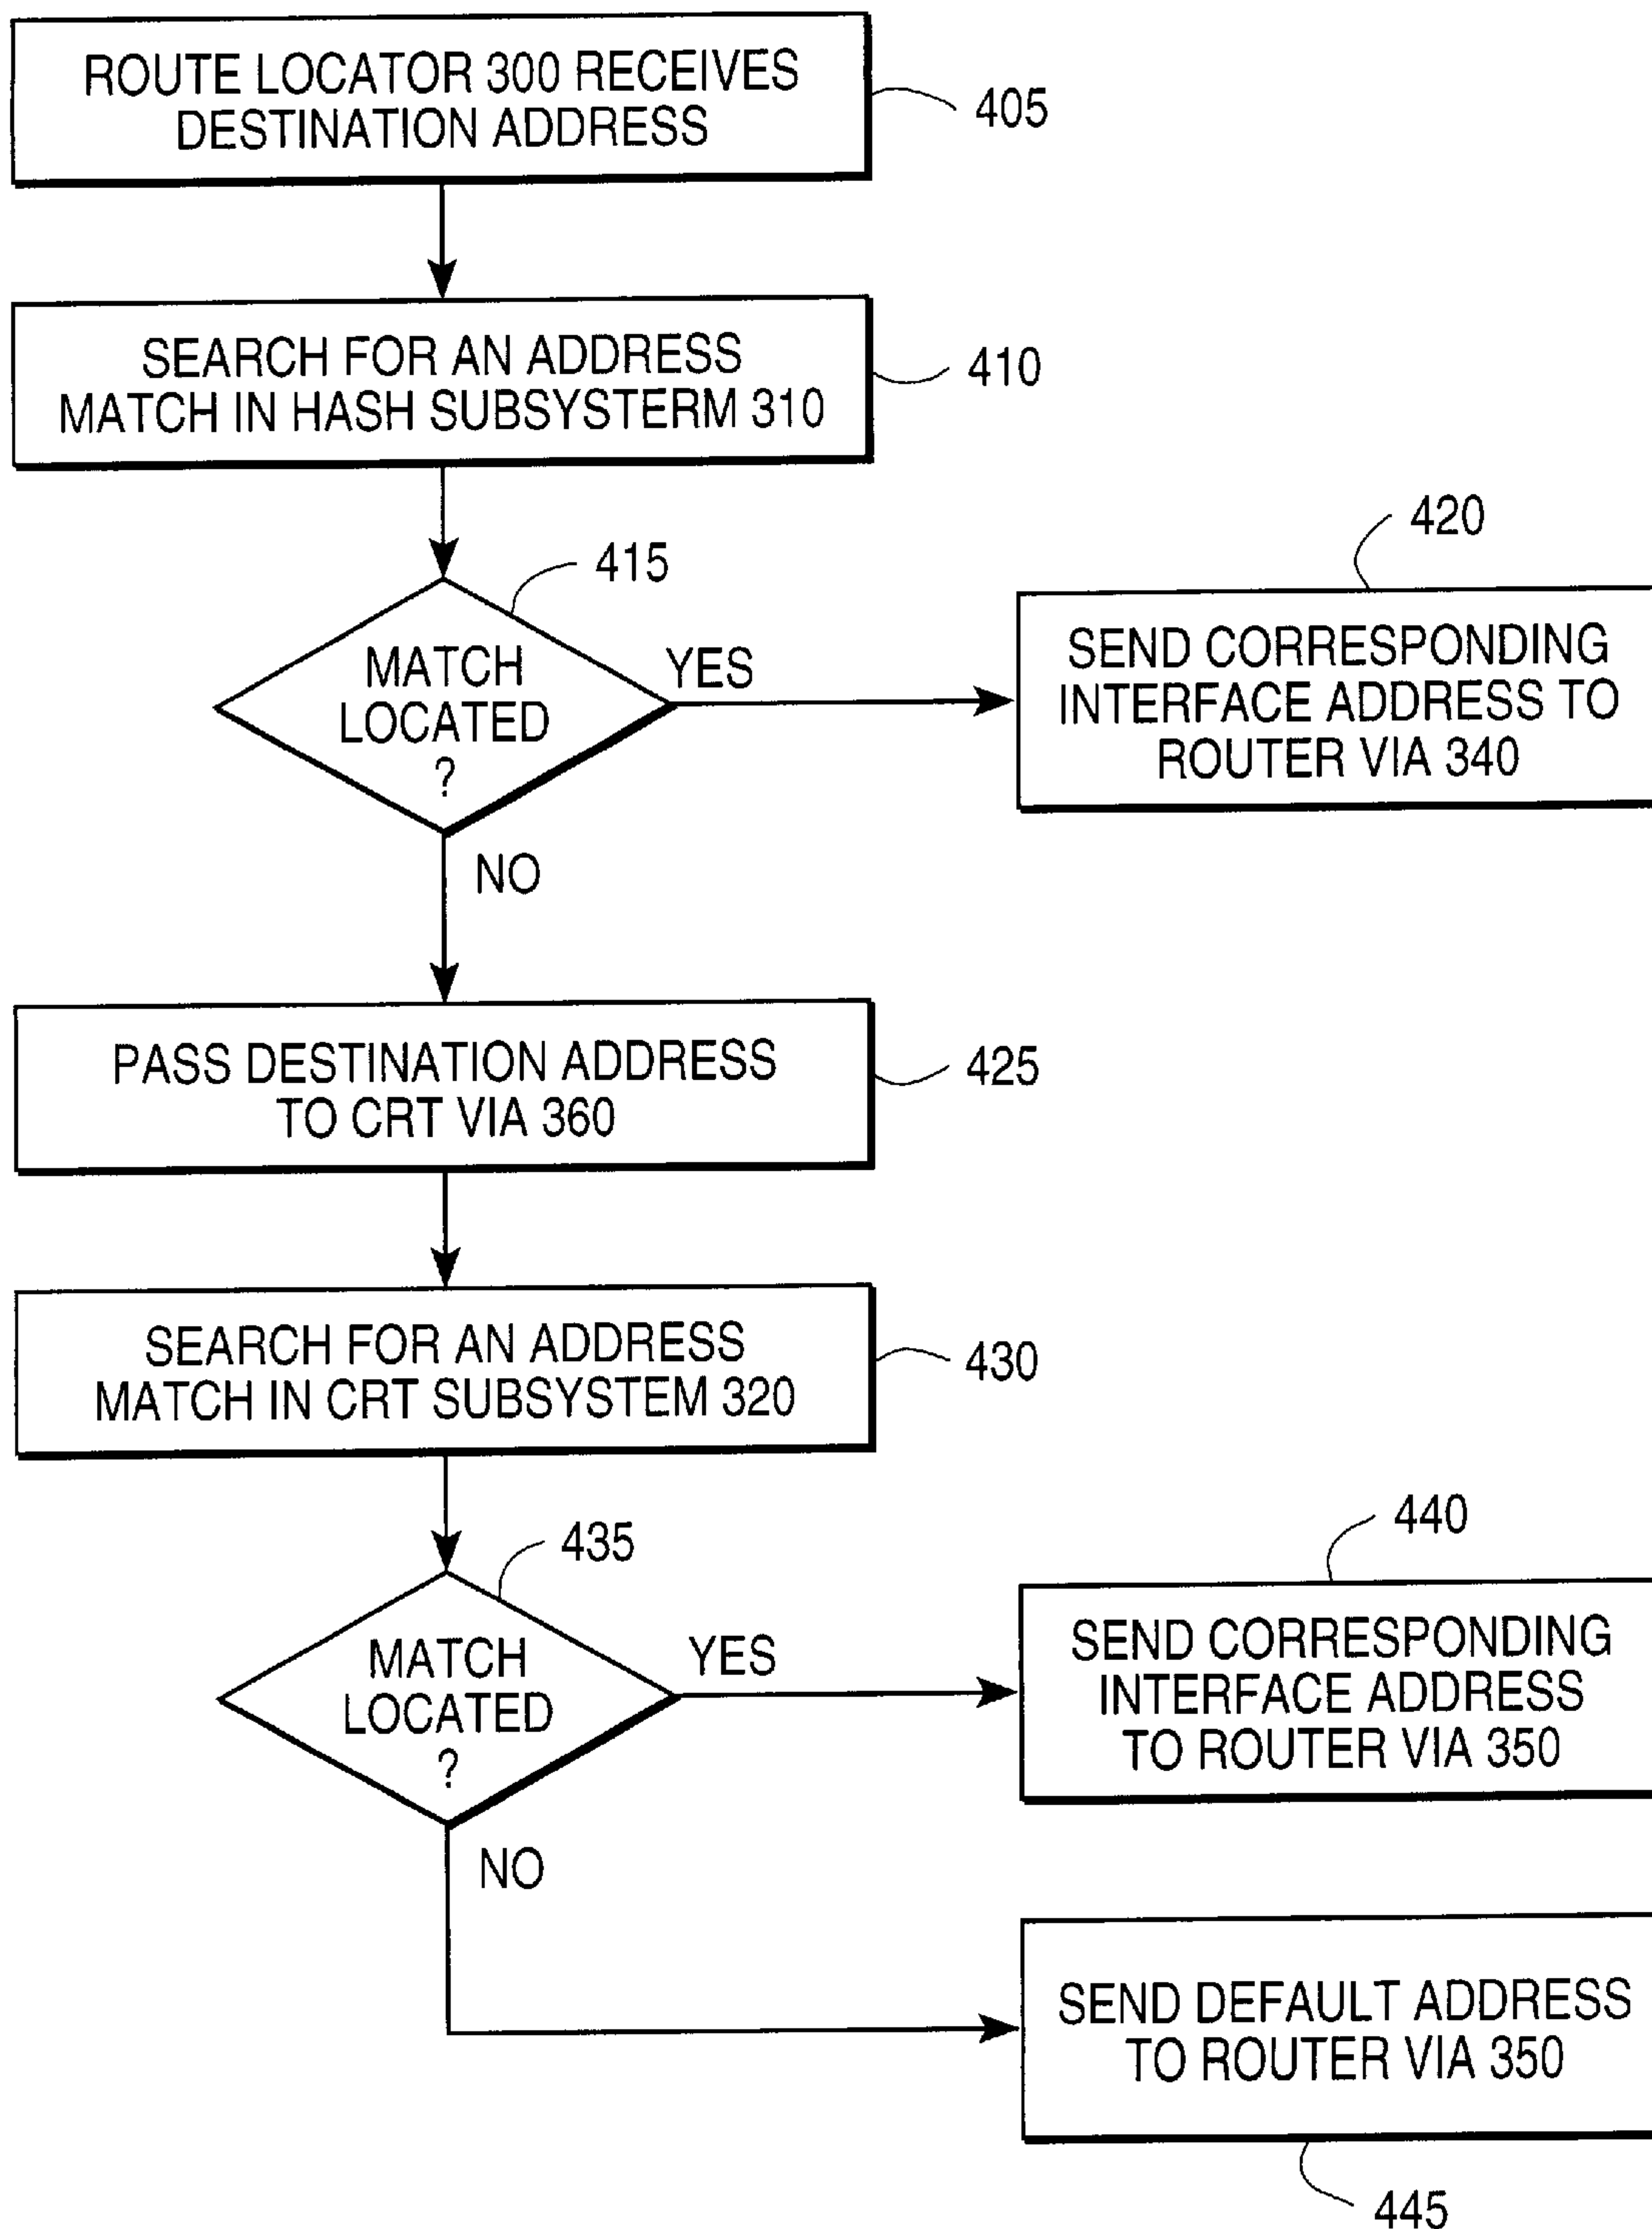 ROUTE LOCATOR 300 RECEIVES
DESTINATION ADDRESS
405
SEARCH FOR AN ADDRESS
MATCH IN HASH SUBSYSTERM 310
410
415
MATCH
LOCATED
?
YES
NO
420
SEND CORRESPONDING
INTERFACE ADDRESS TO
ROUTER VIA 340
PASS DESTINATION ADDRESS
TO CRT VIA 360
425
SEARCH FOR AN ADDRESS
MATCH IN CRT SUBSYSTEM 320
430
435
MATCH
LOCATED
?
YES
NO
440
SEND CORRESPONDING
INTERFACE ADDRESS
TO ROUTER VIA 350
SEND DEFAULT ADDRESS
TO ROUTER VIA 350
445